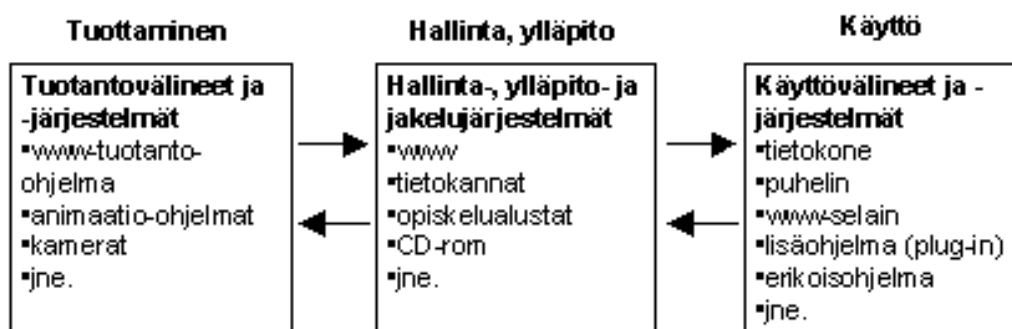 Tuottaminen
Hallinta, ylläpito
Käyttö
Tuotantovälineet ja
-järjestelmät
▪www-tuotanto-
ohjelma
▪animaatio-ohjelmat
▪kamerat
▪jne.
Hallinta-, ylläpito- ja
jakelujärjestelmät
▪www
▪tietokannat
▪opiskelualustat
▪CD-rom
▪jne.
Käyttövälineet ja -
järjestelmät
▪tietokone
▪puhelin
▪www-selain
▪lisäohjelma (plug-in)
▪erikoisohjelma
▪jne.